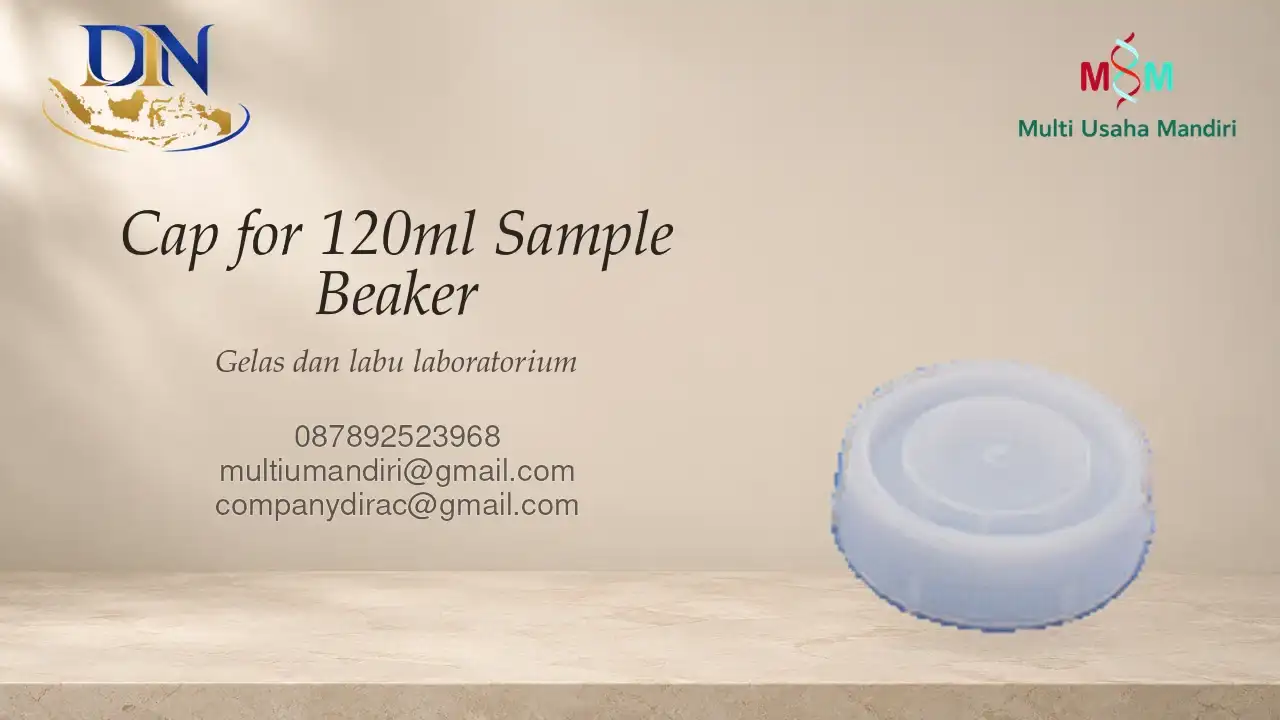 DN
M M
Multi Usaha Mandiri
Cap for 120ml Sample
Beaker
Gelas dan labu laboratorium
087892523968
multiumandiri@gmail.com
companydirac@gmail.com